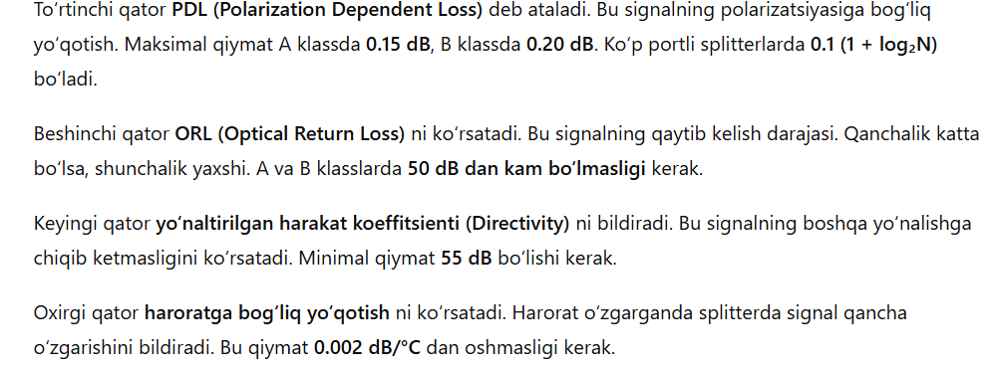 To‘rtinchi qator PDL (Polarization Dependent Loss) deb ataladi. Bu signalning polarizatsiyasiga bog‘liq
yo‘qotish. Maksimal qiymat A klassda 0.15 dB, B klassda 0.20 dB. Ko‘p portli splitterlarda 0.1 (1 + log₂N)
bo‘ladi.
Beshinchi qator ORL (Optical Return Loss) ni ko‘rsatadi. Bu signalning qaytib kelish darajasi. Qanchalik katta
bo‘lsa, shunchalik yaxshi. A va B klasslarda 50 dB dan kam bo‘lmasligi kerak.
Keyingi qator yo‘naltirilgan harakat koeffitsienti (Directivity) ni bildiradi. Bu signalning boshqa yo‘nalishga
chiqib ketmasligini ko‘rsatadi. Minimal qiymat 55 dB bo‘lishi kerak.
Oxirgi qator haroratga bog‘liq yo‘qotish ni ko‘rsatadi. Harorat o‘zgarganda splitterda signal qancha
o‘zgarishini bildiradi. Bu qiymat 0.002 dB/°C dan oshmasligi kerak.